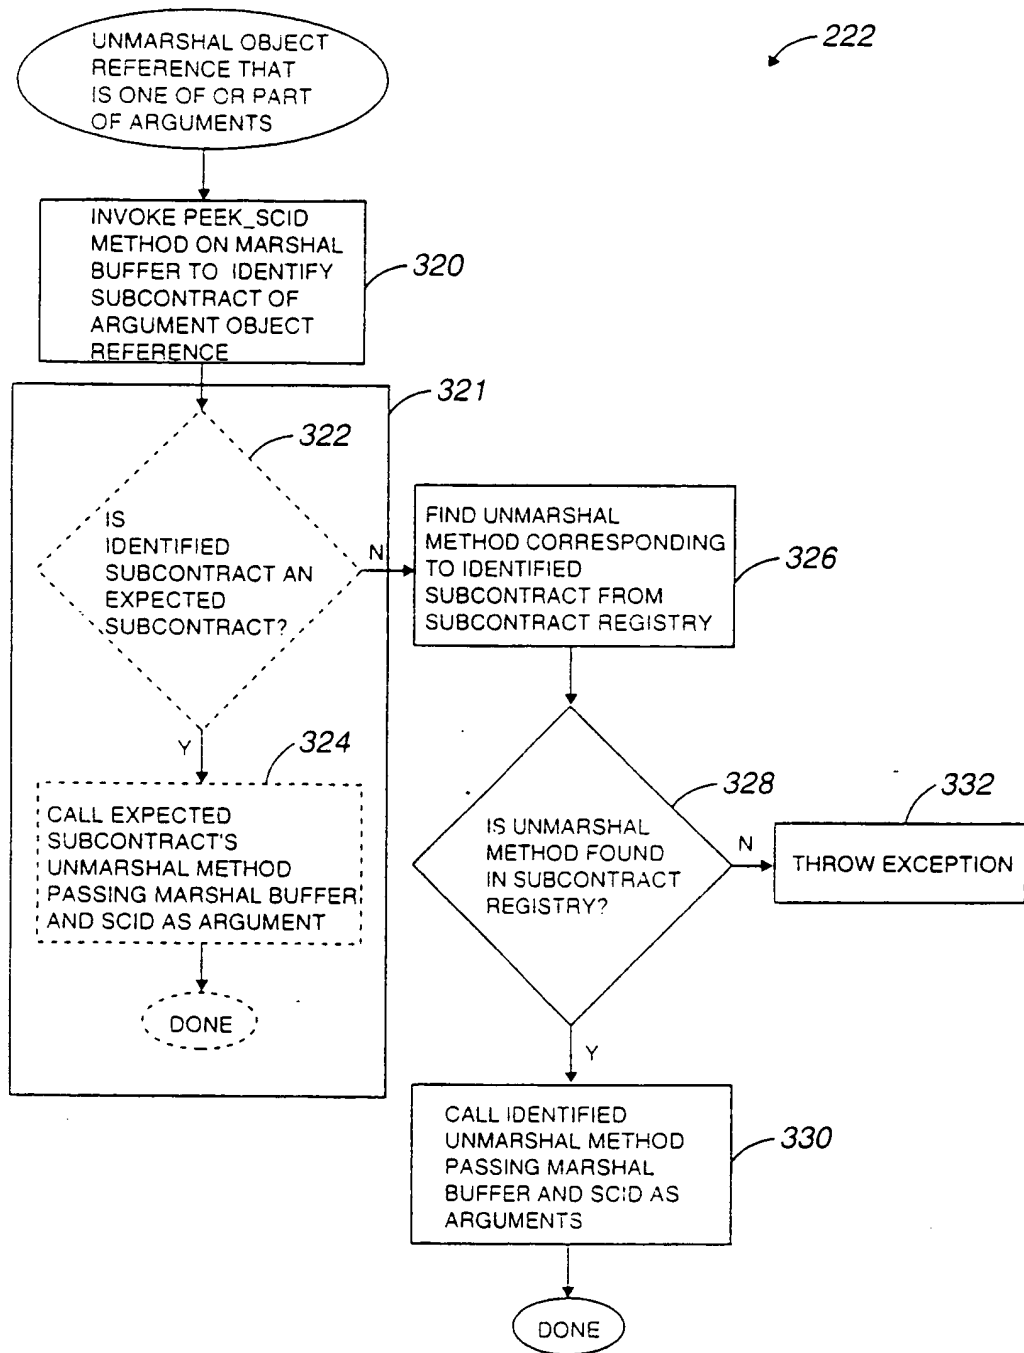 222
UNMARSHAL OBJECT
REFERENCE THAT
IS ONE OF OR PART
OF ARGUMENTS
INVOKE PEEK_SCID
METHOD ON MARSHAL
BUFFER TO IDENTIFY
SUBCONTRACT OF
ARGUMENT OBJECT
REFERENCE
320
321
322
IS
IDENTIFIED
SUBCONTRACT AN
EXPECTED
SUBCONTRACT?
N
Y
324
CALL EXPECTED
SUBCONTRACT'S
UNMARSHAL METHOD
PASSING MARSHAL BUFFER
AND SCID AS ARGUMENT
DONE
FIND UNMARSHAL
METHOD CORRESPONDING
TO IDENTIFIED
SUBCONTRACT FROM
SUBCONTRACT REGISTRY
326
328
IS UNMARSHAL
METHOD FOUND
IN SUBCONTRACT
REGISTRY?
N
332
THROW EXCEPTION
Y
CALL IDENTIFIED
UNMARSHAL METHOD
PASSING MARSHAL
BUFFER AND SCID AS
ARGUMENTS
330
DONE